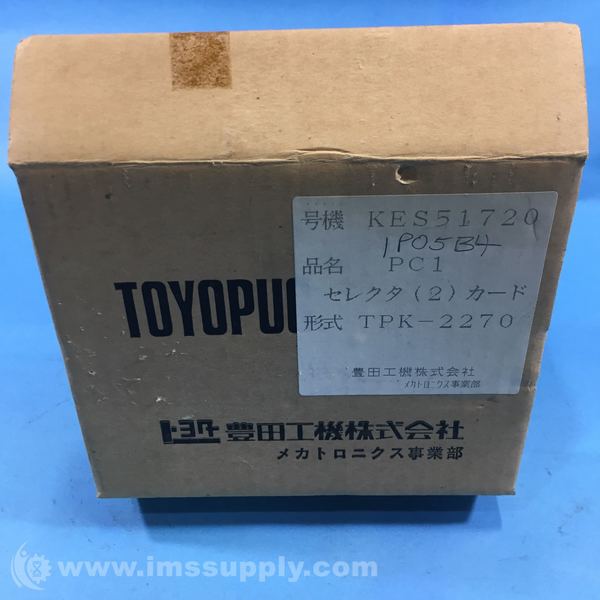 号機 KES51720
1P05B4
品名 PC1
セレクタ(2)カード
形式 TPK-2270
豊田工機株式会社
メカトロニクス事業部
TOYOPUC
トヨタ 豊田工機株式会社
メカトロニクス事業部
www.imssupply.com